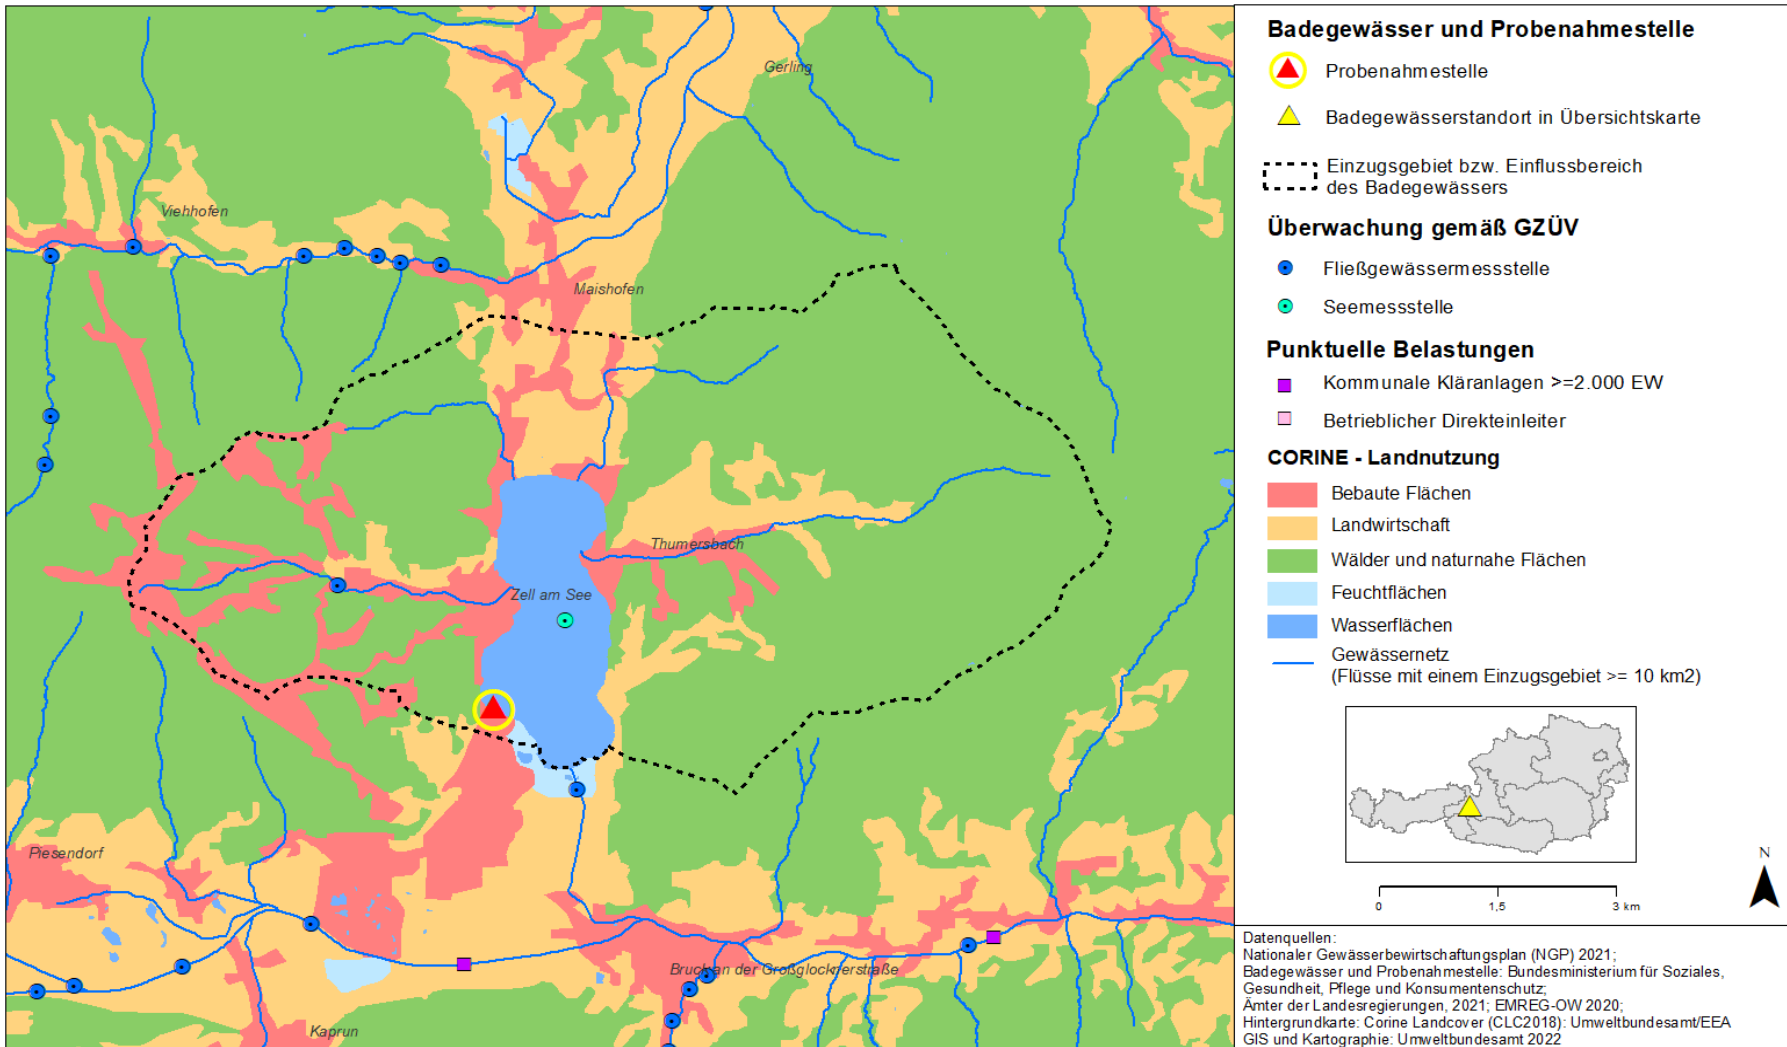 Gerling
Viehhofen
Maishofen
Thumersbach
Zell am See
Piesendorf
Bruck an der Großglocknerstraße
Kaprun
Badegewässer und Probenahmestelle
Probenahmestelle
Badegewässerstandort in Übersichtskarte
Einzugsgebiet bzw. Einflussbereich
des Badegewässers
Überwachung gemäß GZÜV
Fließgewässermessstelle
Seemessstelle
Punktuelle Belastungen
Kommunale Kläranlagen >=2.000 EW
Betrieblicher Direkteinleiter
CORINE - Landnutzung
Bebaute Flächen
Landwirtschaft
Wälder und naturnahe Flächen
Feuchtflächen
Wasserflächen
Gewässernetz
(Flüsse mit einem Einzugsgebiet >= 10 km2)
N
0 1,5 3 km
Datenquellen:
Nationaler Gewässerbewirtschaftungsplan (NGP) 2021;
Badegewässer und Probenahmestelle: Bundesministerium für Soziales,
Gesundheit, Pflege und Konsumentenschutz;
Ämter der Landesregierungen, 2021; EMREG-OW 2020;
Hintergrundkarte: Corine Landcover (CLC2018): Umweltbundesamt/EEA
GIS und Kartographie: Umweltbundesamt 2022